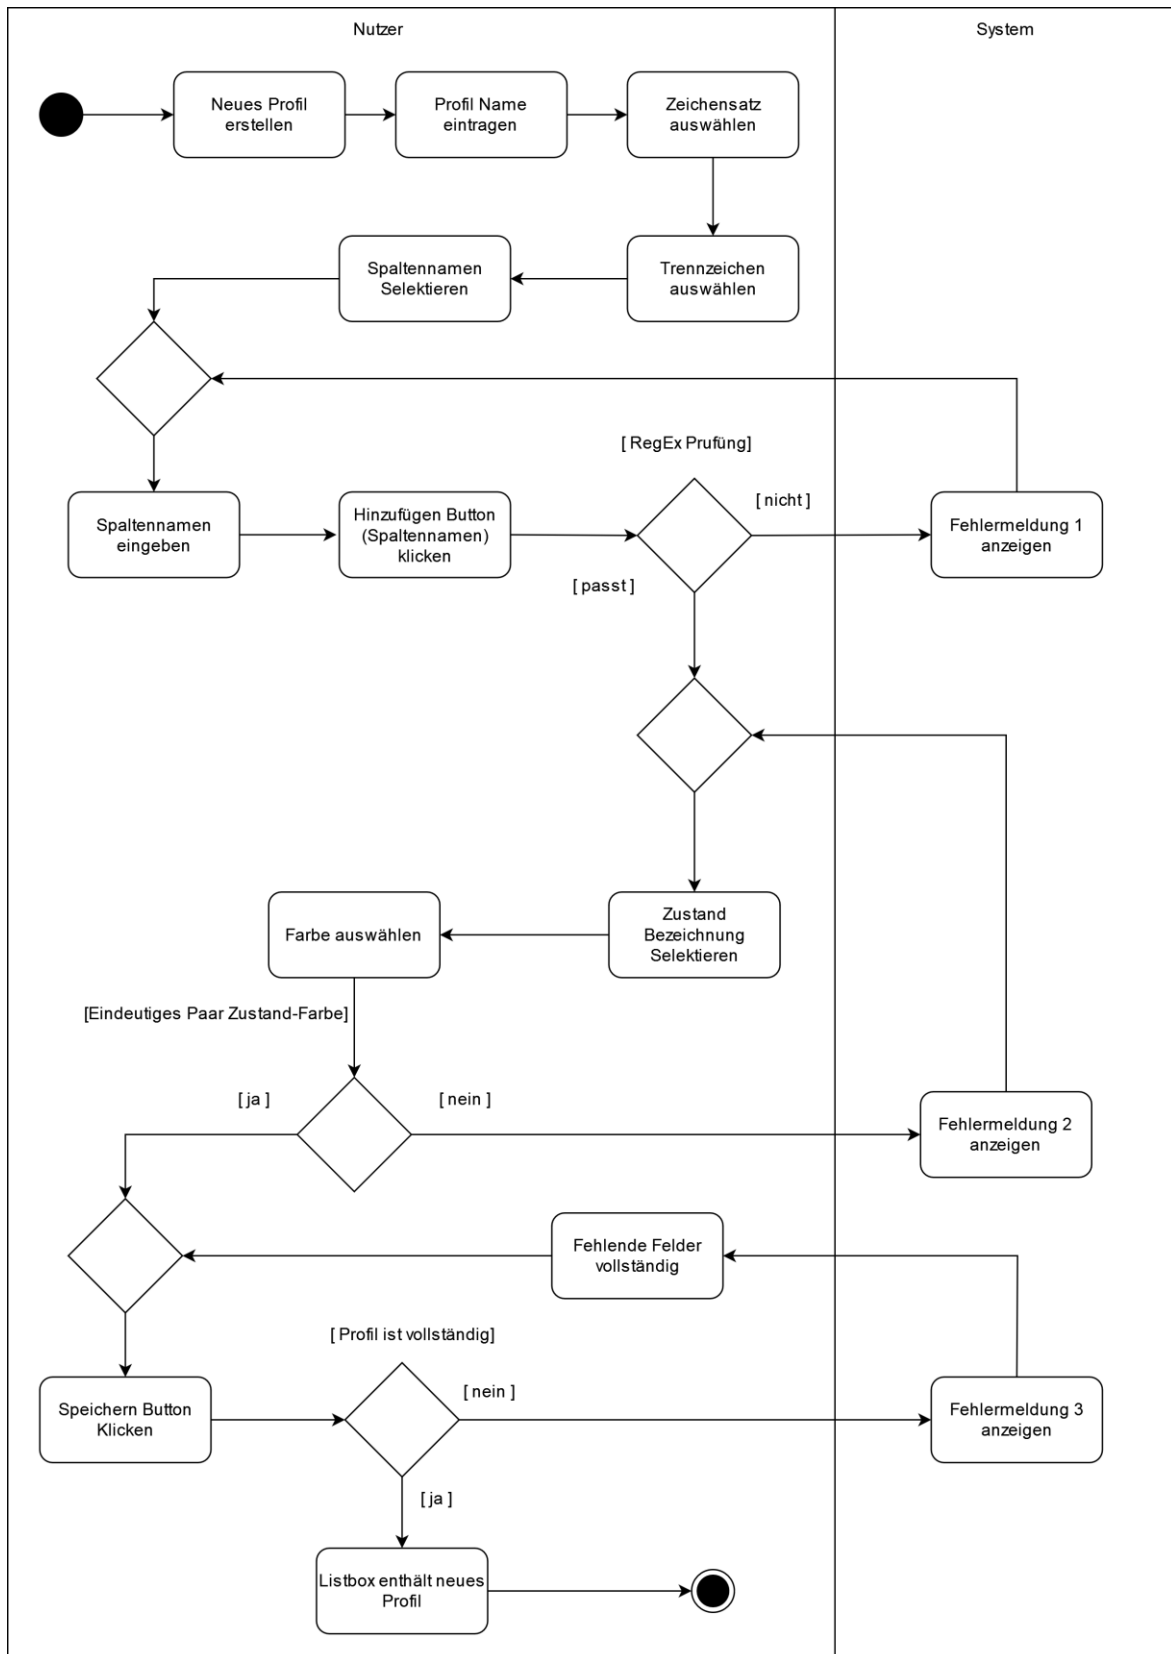 Nutzer
System
Neues Profil
erstellen
Profil Name
eintragen
Zeichensatz
auswählen
Spaltennamen
Selektieren
Trennzeichen
auswählen
[ RegEx Prufüng]
Spaltennamen
eingeben
Hinzufügen Button
(Spaltennamen)
klicken
[ nicht ]
[ passt ]
Fehlermeldung 1
anzeigen
Farbe auswählen
Zustand
Bezeichnung
Selektieren
[Eindeutiges Paar Zustand-Farbe]
[ ja ]
[ nein ]
Fehlermeldung 2
anzeigen
Fehlende Felder
vollständig
[ Profil ist vollständig]
Speichern Button
Klicken
[ nein ]
Fehlermeldung 3
anzeigen
[ ja ]
Listbox enthält neues
Profil